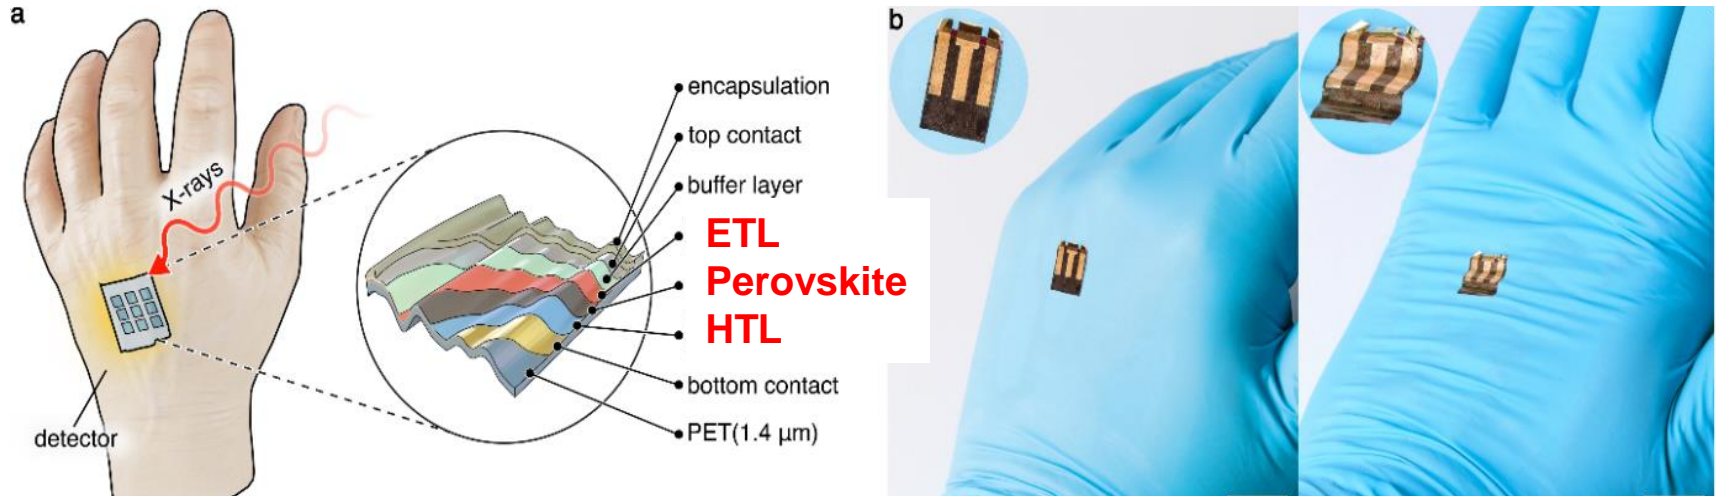 a
X-rays
detector
encapsulation
top contact
buffer layer
ETL
Perovskite
HTL
bottom contact
PET(1.4 μm)
b